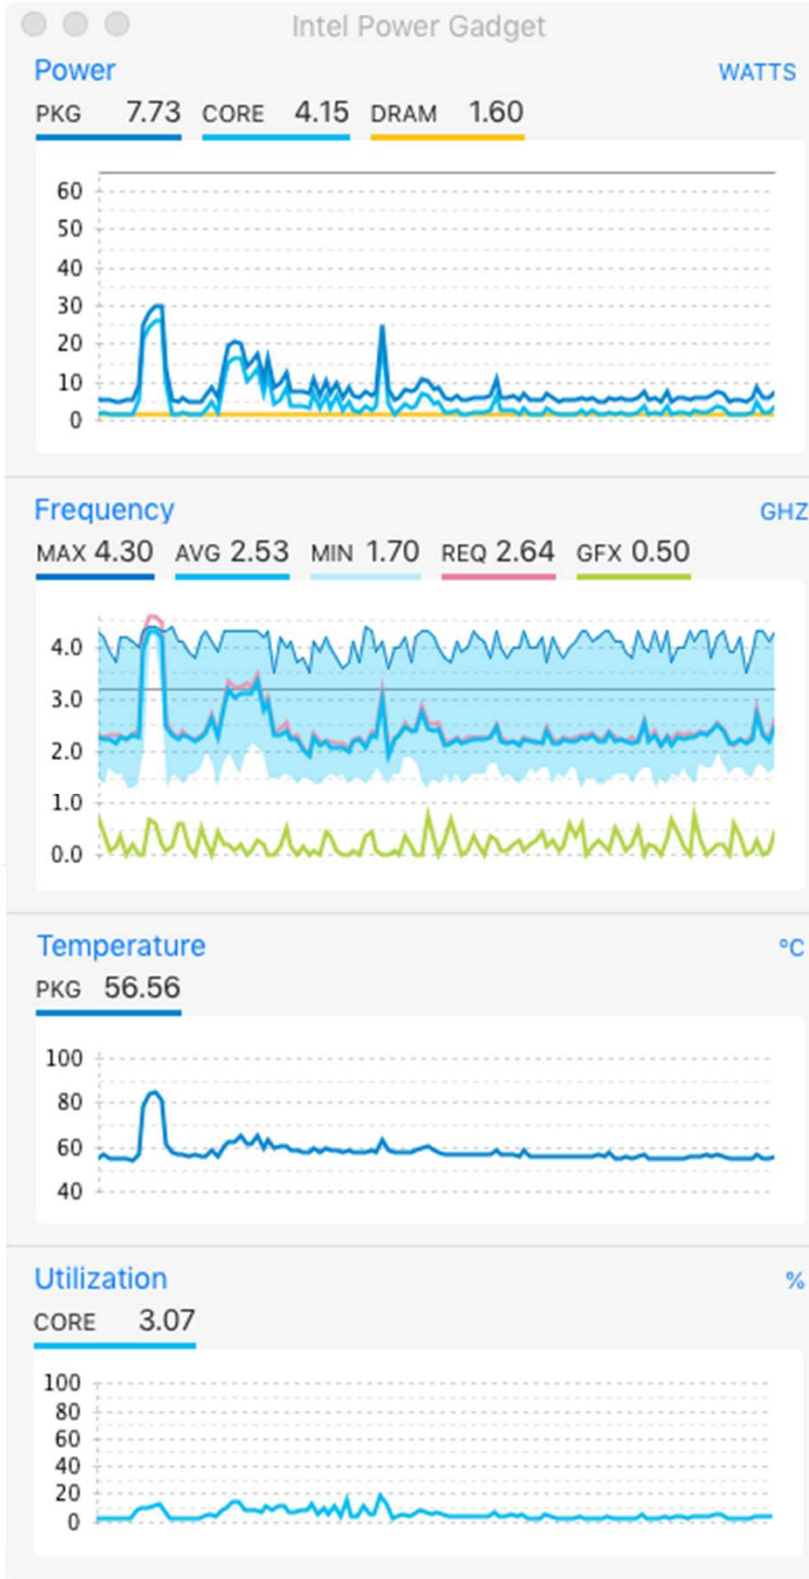 Intel Power Gadget
Power WATTS
PKG 7.73 CORE 4.15 DRAM 1.60
60
50
40
30
20
10
0
Frequency GHZ
MAX 4.30 AVG 2.53 MIN 1.70 REQ 2.64 GFX 0.50
4.0
3.0
2.0
1.0
0.0
Temperature °C
PKG 56.56
100
80
60
40
Utilization %
CORE 3.07
100
80
60
40
20
0